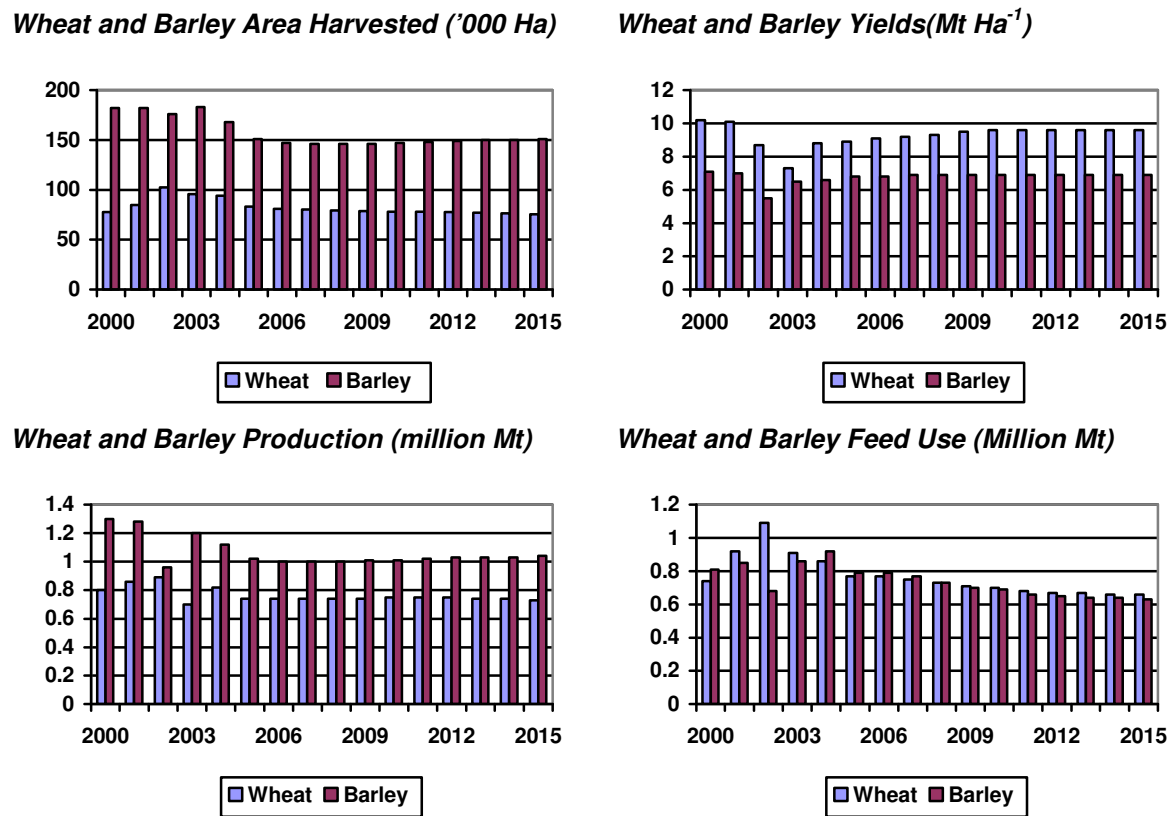 Wheat and Barley Area Harvested (’000 Ha)
200
150
100
50
0
2000 2003 2006 2009 2012 2015
Wheat Barley
Wheat and Barley Yields(Mt Ha-1)
12
10
8
6
4
2
0
2000 2003 2006 2009 2012 2015
Wheat Barley
Wheat and Barley Production (million Mt)
1.4
1.2
1
0.8
0.6
0.4
0.2
0
2000 2003 2006 2009 2012 2015
Wheat Barley
Wheat and Barley Feed Use (Million Mt)
1.2
1
0.8
0.6
0.4
0.2
0
2000 2003 2006 2009 2012 2015
Wheat Barley